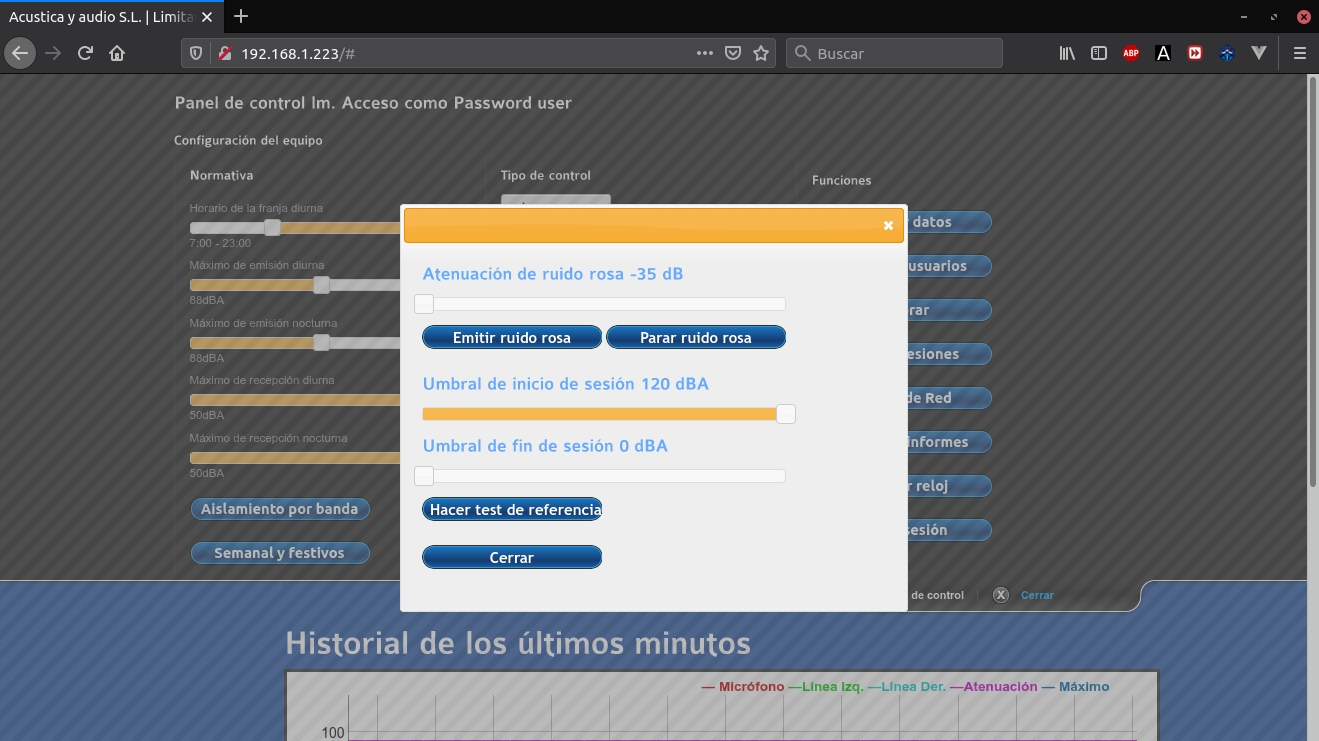 Acustica y audio S.L. | Limita
192.168.1.223/#
Buscar
ABP
A
Panel de control lm. Acceso como Password user
Configuración del equipo
Normativa
Horario de la franja diurna
7:00 - 23:00
Máximo de emisión diurna
88dBA
Máximo de emisión nocturna
88dBA
Máximo de recepción diurna
50dBA
Máximo de recepción nocturna
50dBA
Aislamiento por banda
Semanal y festivos
Tipo de control
Funciones
datos
usuarios
rar
esiones
de Red
informes
r reloj
sesión
Atenuación de ruido rosa -35 dB
Emitir ruido rosa
Parar ruido rosa
Umbral de inicio de sesión 120 dBA
Umbral de fin de sesión 0 dBA
Hacer test de referencia
Cerrar
de control
X
Cerrar
Historial de los últimos minutos
— Micrófono —Línea Izq. —Línea Der. —Atenuación — Máximo
100